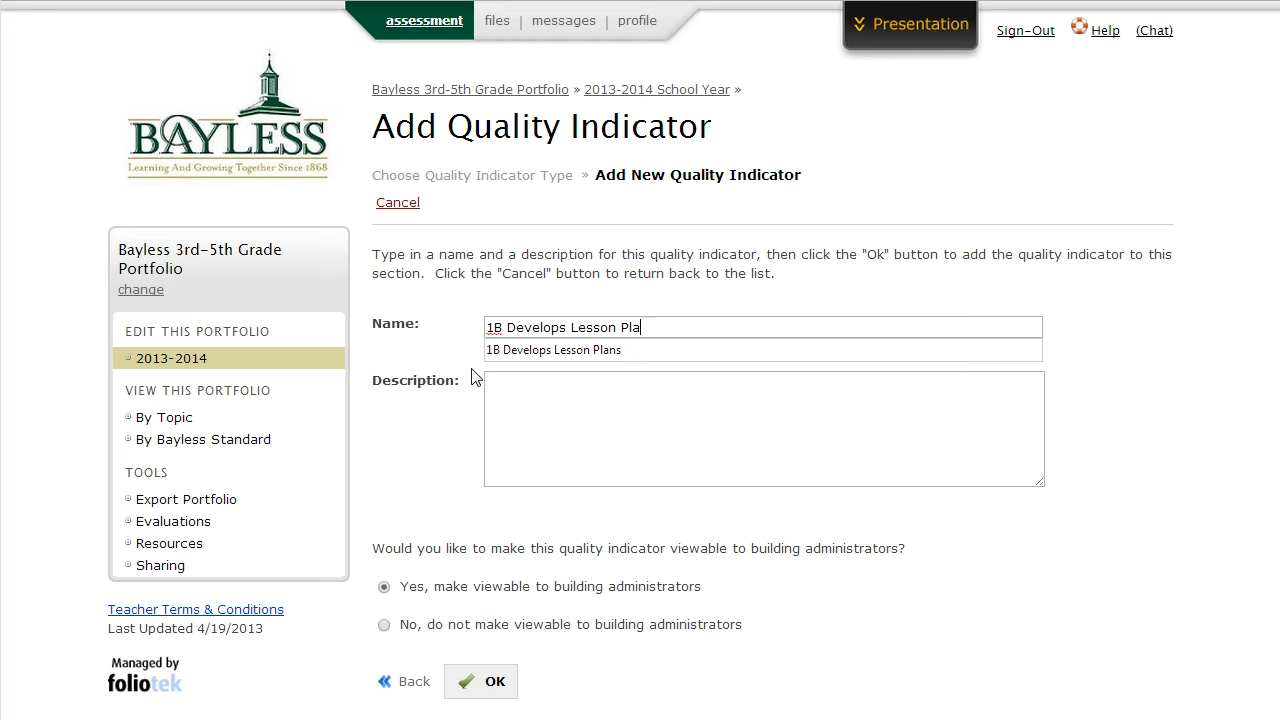 assessment files | messages | profile
Presentation
Sign-Out Help (Chat)
BAYLESS
Learning And Growing Together Since 1868
Bayless 3rd-5th Grade Portfolio » 2013-2014 School Year »
Add Quality Indicator
Choose Quality Indicator Type » Add New Quality Indicator
Cancel
Bayless 3rd-5th Grade
Portfolio
change
EDIT THIS PORTFOLIO
2013-2014
VIEW THIS PORTFOLIO
By Topic
By Bayless Standard
TOOLS
Export Portfolio
Evaluations
Resources
Sharing
Teacher Terms & Conditions
Last Updated 4/19/2013
Managed by
foliotek
Type in a name and a description for this quality indicator, then click the "Ok" button to add the quality indicator to this
section. Click the "Cancel" button to return back to the list.
Name: 1B Develops Lesson Pla
1B Develops Lesson Plans
Description:
Would you like to make this quality indicator viewable to building administrators?
Yes, make viewable to building administrators
No, do not make viewable to building administrators
Back OK